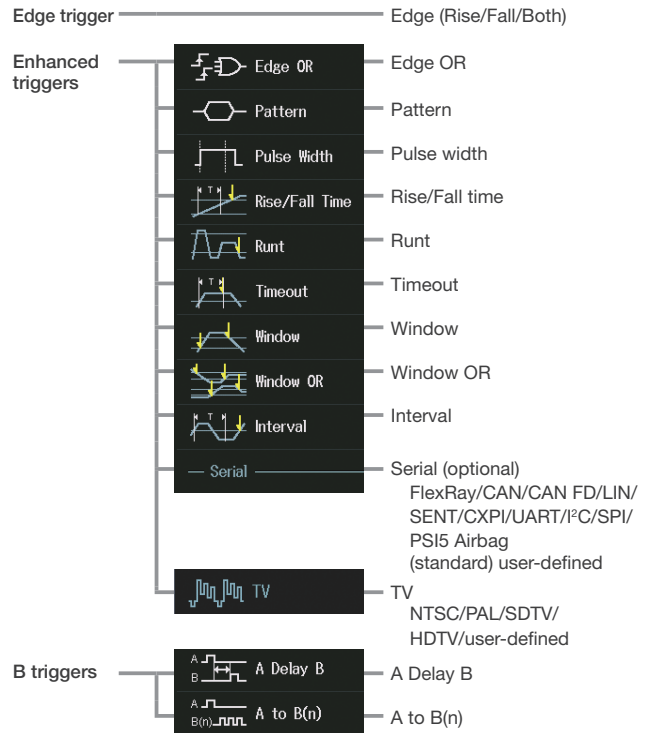 Edge trigger Edge (Rise/Fall/Both)
Enhanced triggers
Edge OR Edge OR
Pattern Pattern
Pulse Width Pulse width
T Rise/Fall Time Rise/Fall time
Runt Runt
T Timeout Timeout
Window Window
Window OR Window OR
T Interval Interval
Serial Serial (optional)
FlexRay/CAN/CAN FD/LIN/
SENT/CXPI/UART/I²C/SPI/
PSI5 Airbag
(standard) user-defined
TV TV
NTSC/PAL/SDTV/
HDTV/user-defined
B triggers
A B A Delay B A Delay B
A B(n) A to B(n) A to B(n)